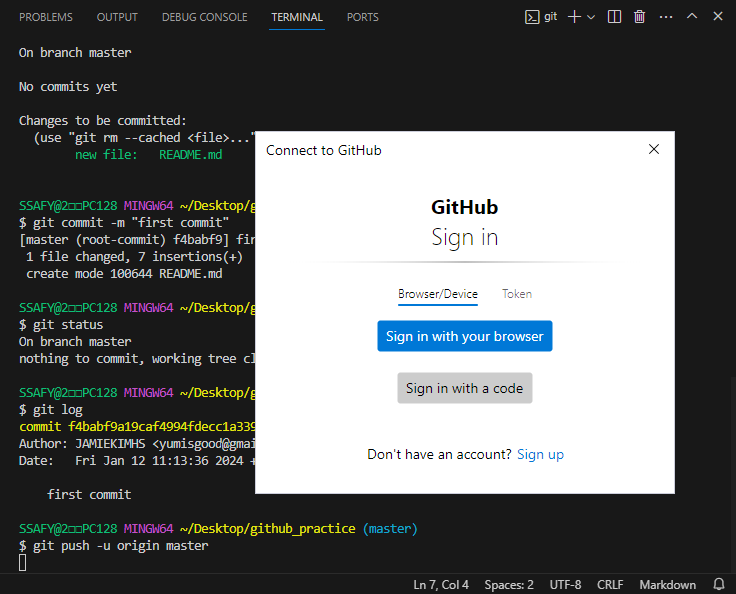 PROBLEMS OUTPUT DEBUG CONSOLE TERMINAL PORTS git
On branch master
No commits yet
Changes to be committed:
(use "git rm --cached <file>..."
new file: README.md
SSAFY@2□□PC128 MINGW64 ~/Desktop/g
$ git commit -m "first commit"
[master (root-commit) f4babf9] fir
1 file changed, 7 insertions(+)
create mode 100644 README.md
SSAFY@2□□PC128 MINGW64 ~/Desktop/g
$ git status
On branch master
nothing to commit, working tree cl
SSAFY@2□□PC128 MINGW64 ~/Desktop/g
$ git log
commit f4babf9a19caf4994fdecc1a339
Author: JAMIEKIMHS <yumisgood@gmai
Date: Fri Jan 12 11:13:36 2024 +
first commit
SSAFY@2□□PC128 MINGW64 ~/Desktop/github_practice (master)
$ git push -u origin master
Connect to GitHub
GitHub
Sign in
Browser/Device Token
Sign in with your browser
Sign in with a code
Don't have an account? Sign up
Ln 7, Col 4 Spaces: 2 UTF-8 CRLF Markdown